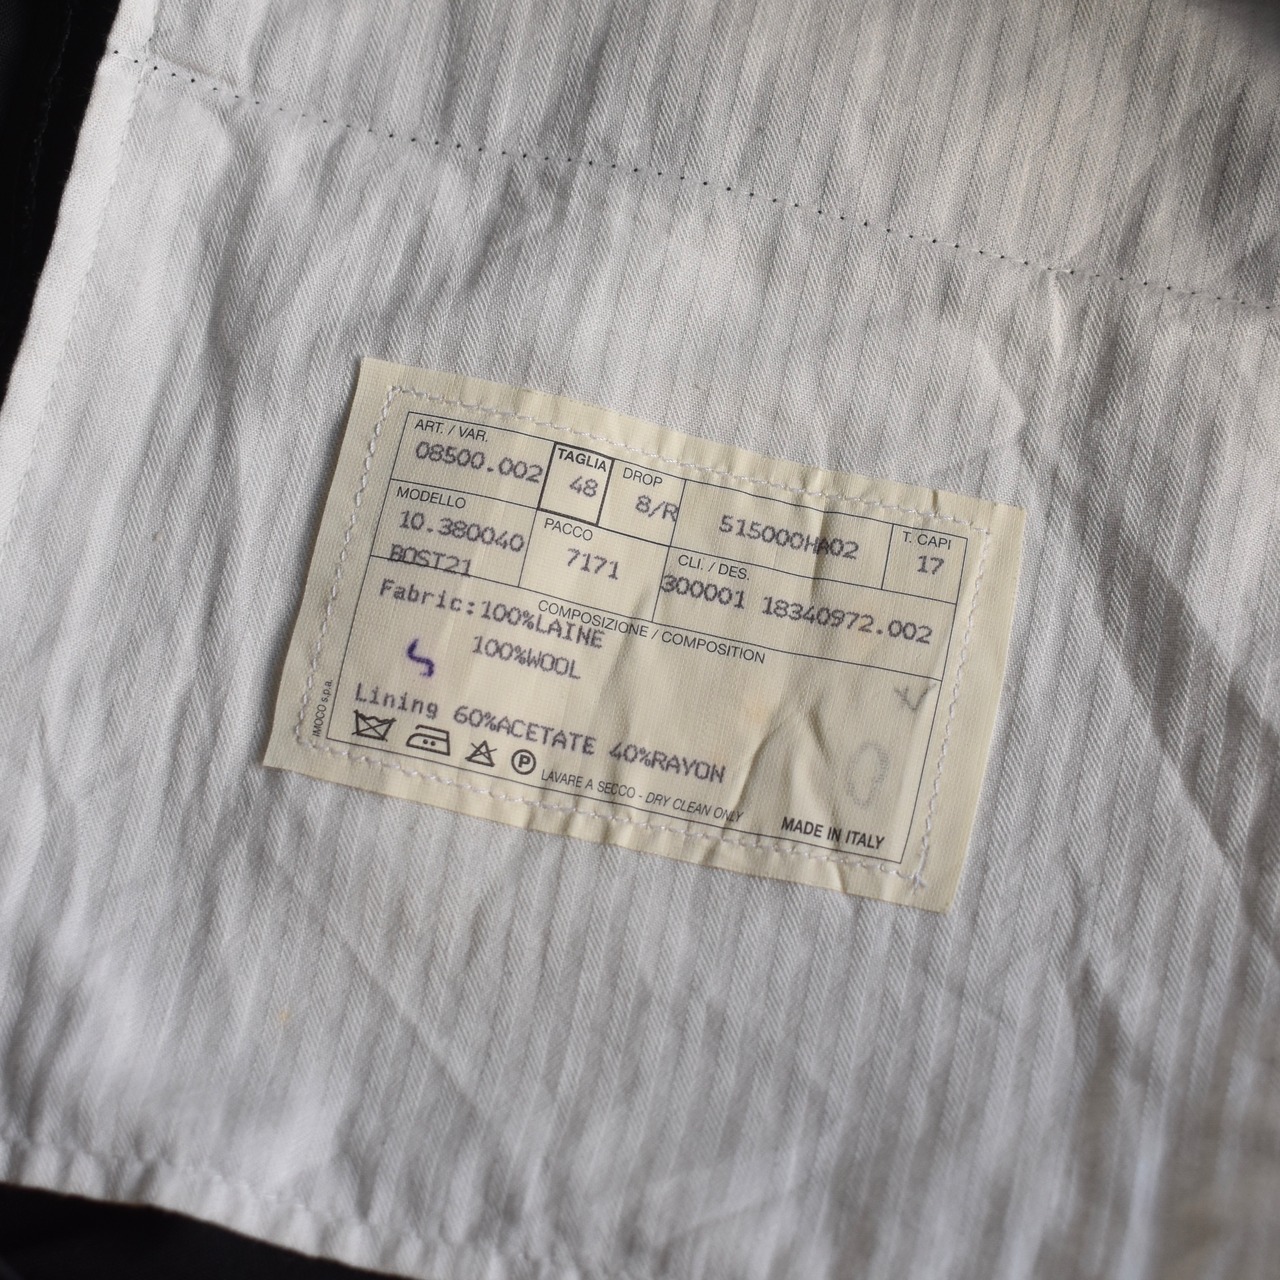 ART. / VAR.
08500.002
TAGLIA
48
DROP
8/R
515000HA02
T. CAPI
17
MODELLO
10.380040
BOST21
PACCO
7171
CLI. / DES.
300001 18340972.002
COMPOSIZIONE / COMPOSITION
Fabric:100%LAINE
100%WOOL
Lining 60%ACETATE 40%RAYON
P
LAVARE A SECCO - DRY CLEAN ONLY
MADE IN ITALY
IMOCO s.p.a.